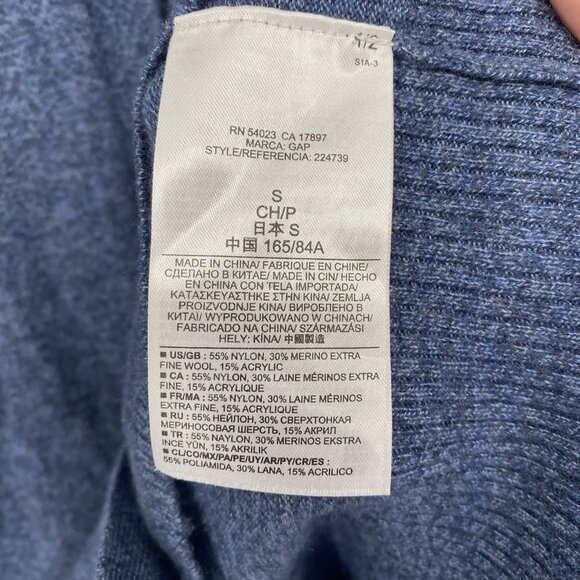 1/2
S1A-3
RN 54023 CA 17897
MARCA: GAP
STYLE/REFERENCIA: 224739
S
CH/P
日本 S
中国 165/84A
MADE IN CHINA/ FABRIQUE EN CHINE/
СДЕЛАНО В КИТАЕ/ MADE IN CIN/ HECHO
EN CHINA CON TELA IMPORTADA/
ΚΑΤΑΣΚΕΥΑΣΤΗΚΕ ΣΤΗΝ ΚΙΝΑ/ ZEMLJA
PROIZVODNJE KINA/ VYROBENO V
KITAI/ WYPRODUKOWANO W CHINACH/
FABRICADO NA CHINA/ SZÁRMAZÁSI
HELY: KÍNA/ 中國製造
■ US/GB : 55% NYLON, 30% MERINO EXTRA
FINE WOOL, 15% ACRYLIC
■ CA : 55% NYLON, 30% LAINE MÉRINOS EXTRA
FINE, 15% ACRYLIQUE
■ FR/MA : 55% NYLON, 30% LAINE MÉRINOS
EXTRA FINE, 15% ACRYLIQUE
■ RU : 55% НЕЙЛОН, 30% СВЕРХТОНКАЯ
МЕРИНОСОВАЯ ШЕРСТЬ, 15% АКРИЛ
■ TR : 55% NAYLON, 30% MERINOS EKSTRA
INCE YÜN, 15% AKRILIK
■ CL/CO/MX/PA/PE/UY/AR/PY/CR/ES :
55% POLIAMIDA, 30% LANA, 15% ACRILICO